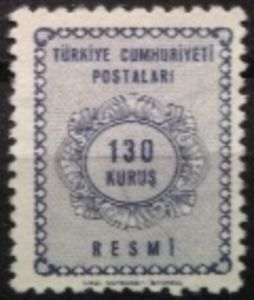 TÜRKİYE CUMHURİYETİ
POSTALARI
130
KURUŞ
RESMİ